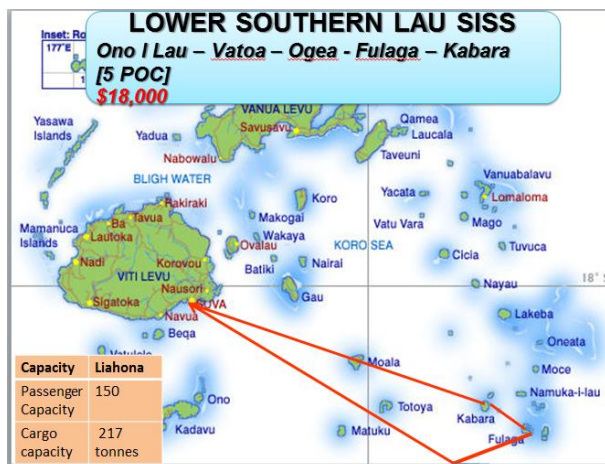 LOWER SOUTHERN LAU SISS
Ono I Lau – Vatoa – Ogea - Fulaga – Kabara
[5 POC]
$18,000
Inset: Ro
177°E
1
VANUA LEVU
Savusavu
Qamea
Laucala
Taveuni
Yasawa
Islands
Yadua
Nabowalu
BLIGH WATER
Vanuabalavu
Lomaloma
Yacata
Mago
Vatu Vara
Tuvuca
Cicia
Koro
Makogai
Wakaya
KORO SEA
Ovalau
Batiki
Nairai
Gau
Nayau
18° S
Rakiraki
Tavua
Ba
Lautoka
Mamanuca
Islands
Nadi
Korovou
VITI LEVU
Nausori
SUVA
Sigatoka
Navua
Beqa
Vatulele
Lakeba
Oneata
Moce
Moala
Namuka-i-lau
Ono
Kadavu
Totoya
Matuku
Kabara
Fulaga
Capacity Liahona
Passenger 150
Capacity
Cargo 217
capacity tonnes